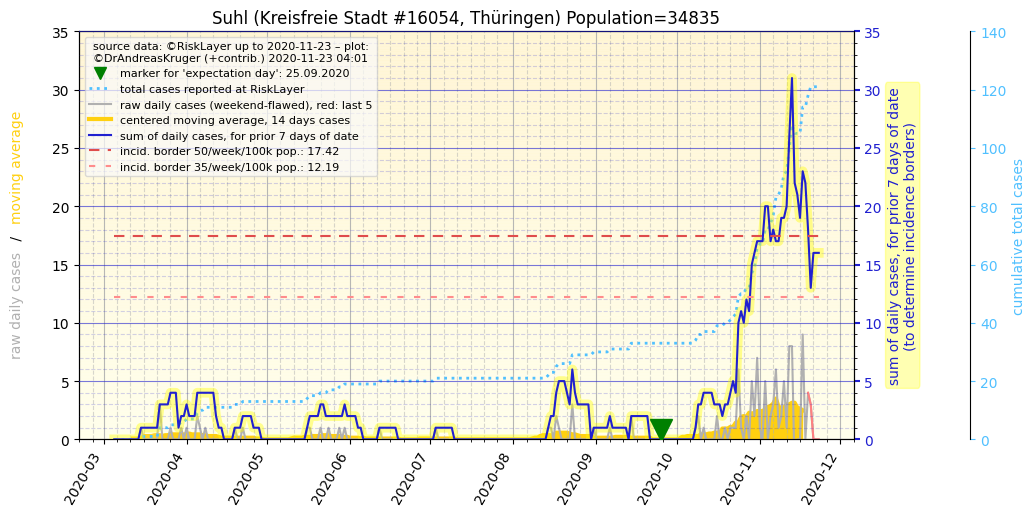 Suhl (Kreisfreie Stadt #16054, Thüringen) Population=34835
source data: ©RiskLayer up to 2020-11-23 – plot:
©DrAndreasKruger (+contrib.) 2020-11-23 04:01
marker for 'expectation day': 25.09.2020
total cases reported at RiskLayer
raw daily cases (weekend-flawed), red: last 5
centered moving average, 14 days cases
sum of daily cases, for prior 7 days of date
incid. border 50/week/100k pop.: 17.42
incid. border 35/week/100k pop.: 12.19
raw daily cases / moving average
35
30
25
20
15
10
5
0
2020-03
2020-04
2020-05
2020-06
2020-07
2020-08
2020-09
2020-10
2020-11
2020-12
35
30
25
20
15
10
5
0
sum of daily cases, for prior 7 days of date
(to determine incidence borders)
140
120
100
80
60
40
20
0
cumulative total cases